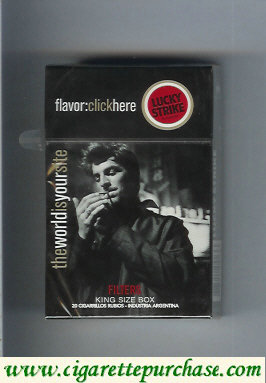 flavor:clickhere
LUCKY
STRIKE
theworldisyoursite
FILTERS
KING SIZE BOX
20 CIGARRILLOS RUBIOS - INDUSTRIA ARGENTINA
www.cigarettepurchase.com